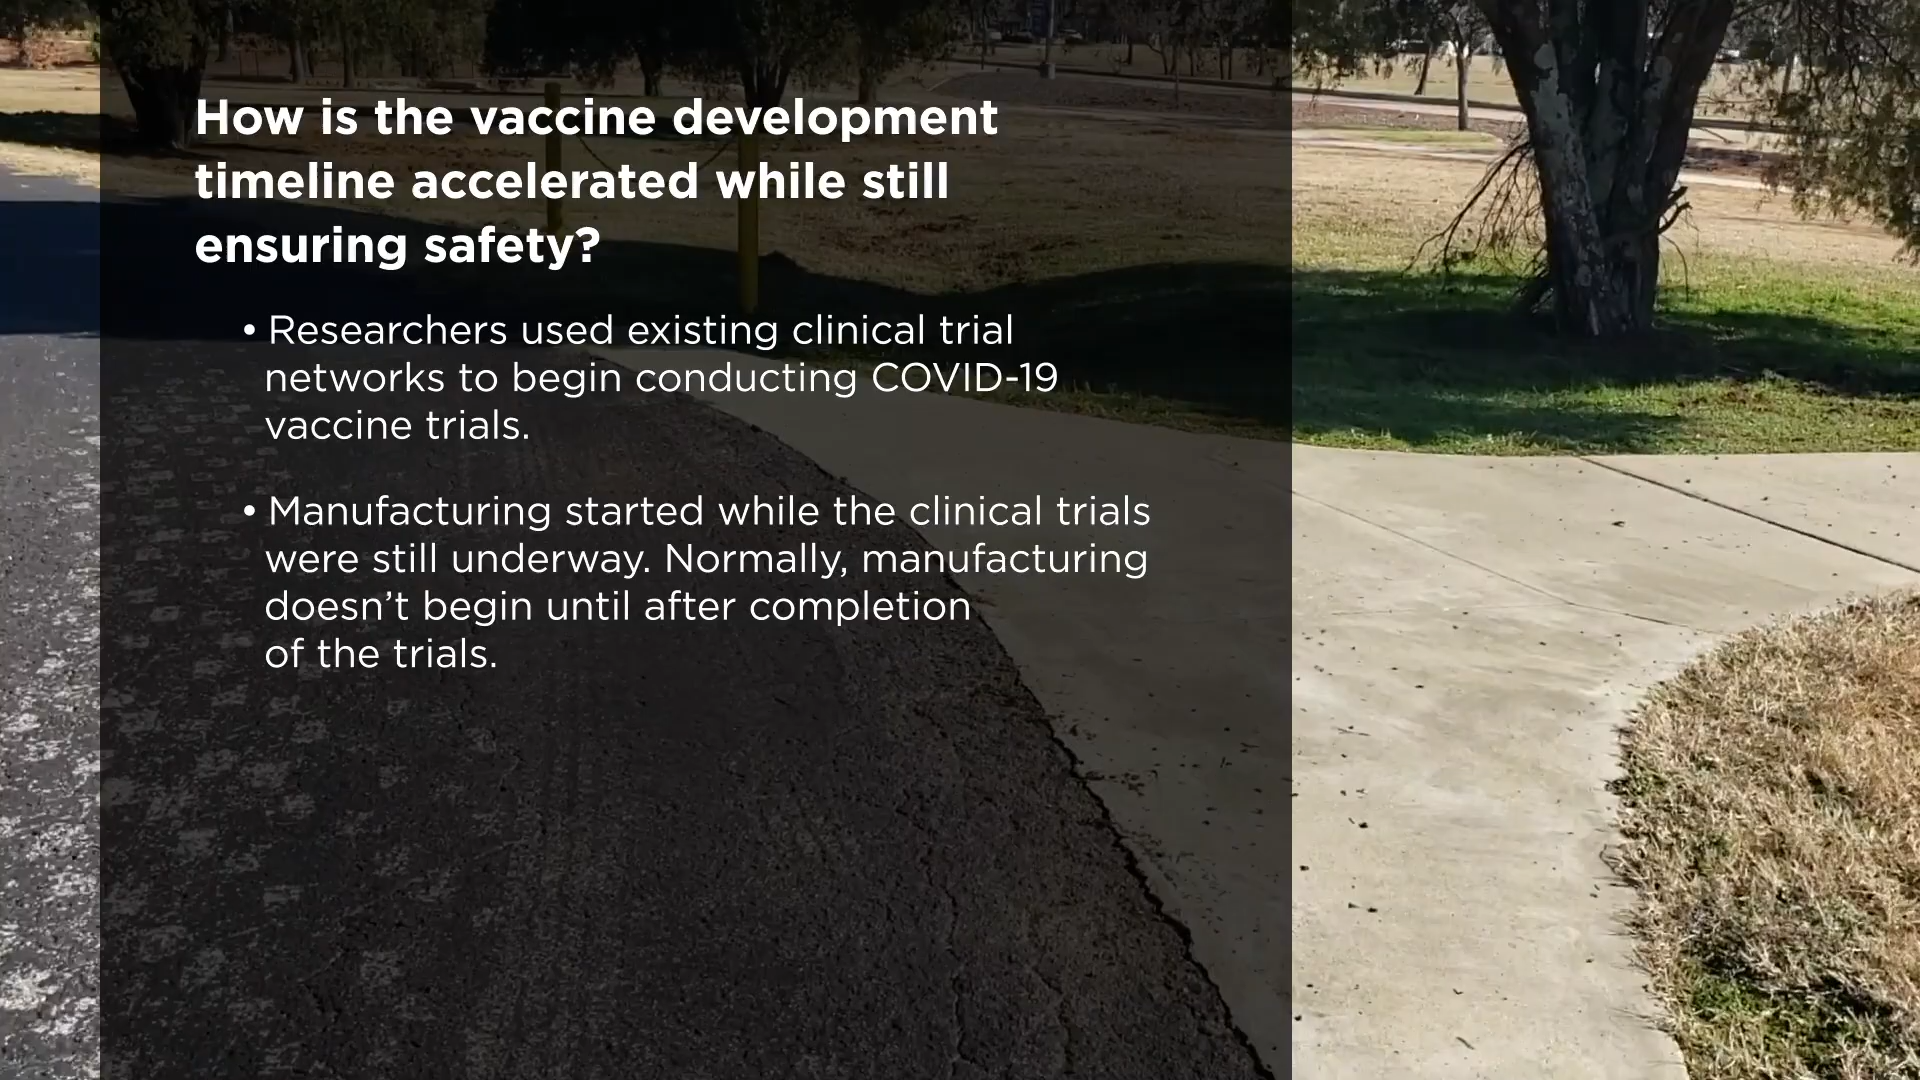 How is the vaccine development
timeline accelerated while still
ensuring safety?
• Researchers used existing clinical trial
networks to begin conducting COVID-19
vaccine trials.
• Manufacturing started while the clinical trials
were still underway. Normally, manufacturing
doesn’t begin until after completion
of the trials.